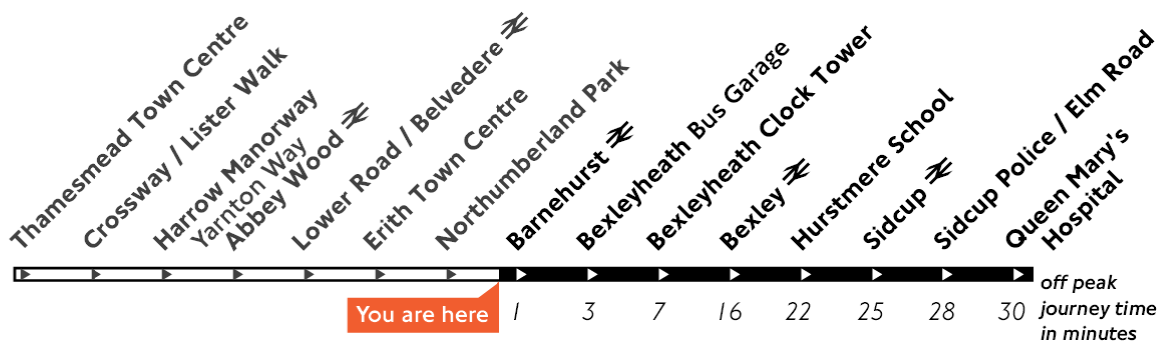 Thamesmead Town Centre
Crossway / Lister Walk
Harrow Manorway
Yarnton Way
Abbey Wood
Lower Road / Belvedere
Erith Town Centre
Northumberland Park
Barnehurst
Bexleyheath Bus Garage
Bexleyheath Clock Tower
Bexley
Hurstmere School
Sidcup
Sidcup Police / Elm Road
Queen Mary's
Hospital
You are here
1 3 7 16 22 25 28 30
off peak
journey time
in minutes